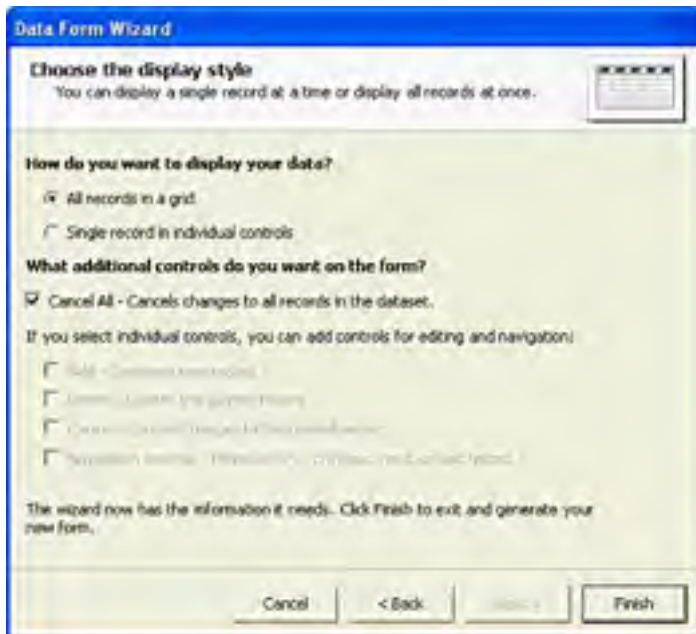 Data Form Wizard
Choose the display style
You can display a single record at a time or display all records at once.
How do you want to display your data?
All records in a grid
Single record in individual controls
What additional controls do you want on the form?
Cancel All - Cancels changes to all records in the dataset.
If you select individual controls, you can add controls for editing and navigation:
The wizard now has the information it needs. Click Finish to exit and generate your
new form.
Cancel
< Back
Finish